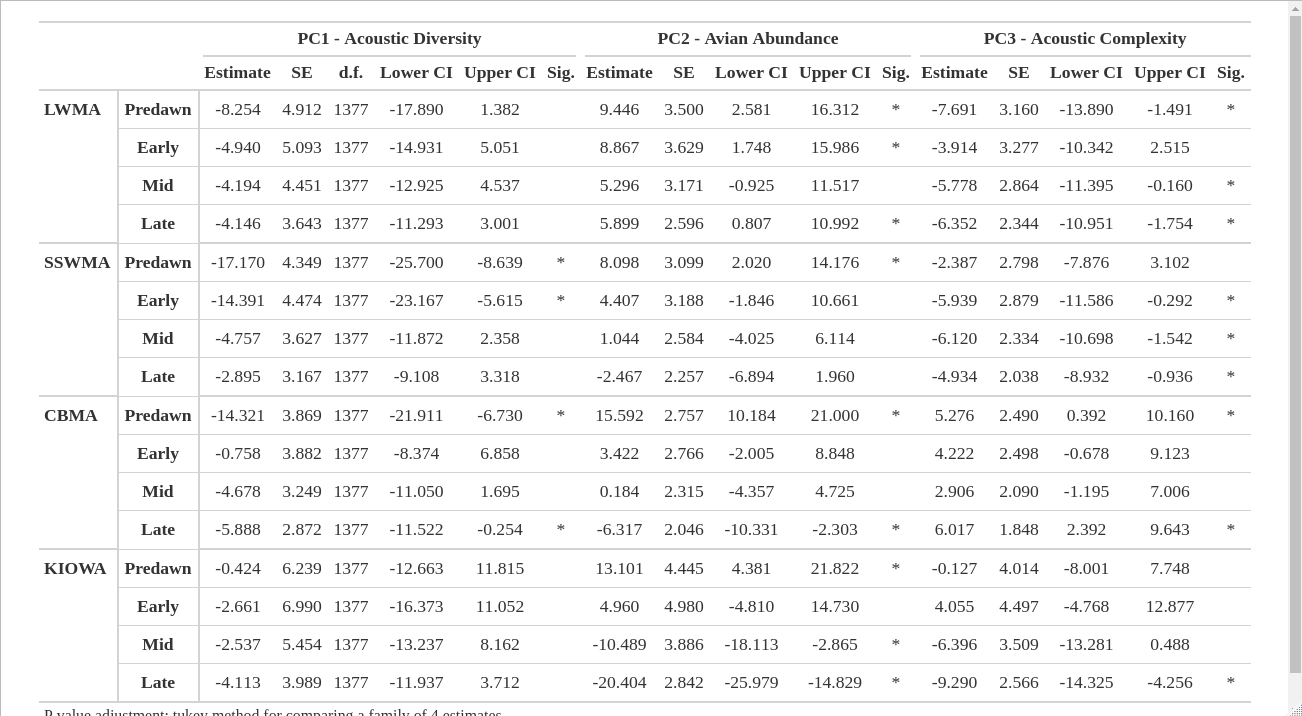 PC1 - Acoustic Diversity PC2 - Avian Abundance PC3 - Acoustic Complexity
Estimate SE d.f. Lower CI Upper CI Sig. Estimate SE Lower CI Upper CI Sig. Estimate SE Lower CI Upper CI Sig.
LWMA Predawn -8.254 4.912 1377 -17.890 1.382 9.446 3.500 2.581 16.312 * -7.691 3.160 -13.890 -1.491 *
Early -4.940 5.093 1377 -14.931 5.051 8.867 3.629 1.748 15.986 * -3.914 3.277 -10.342 2.515
Mid -4.194 4.451 1377 -12.925 4.537 5.296 3.171 -0.925 11.517 -5.778 2.864 -11.395 -0.160 *
Late -4.146 3.643 1377 -11.293 3.001 5.899 2.596 0.807 10.992 * -6.352 2.344 -10.951 -1.754 *
SSWMA Predawn -17.170 4.349 1377 -25.700 -8.639 * 8.098 3.099 2.020 14.176 * -2.387 2.798 -7.876 3.102
Early -14.391 4.474 1377 -23.167 -5.615 * 4.407 3.188 -1.846 10.661 -5.939 2.879 -11.586 -0.292 *
Mid -4.757 3.627 1377 -11.872 2.358 1.044 2.584 -4.025 6.114 -6.120 2.334 -10.698 -1.542 *
Late -2.895 3.167 1377 -9.108 3.318 -2.467 2.257 -6.894 1.960 -4.934 2.038 -8.932 -0.936 *
CBMA Predawn -14.321 3.869 1377 -21.911 -6.730 * 15.592 2.757 10.184 21.000 * 5.276 2.490 0.392 10.160 *
Early -0.758 3.882 1377 -8.374 6.858 3.422 2.766 -2.005 8.848 4.222 2.498 -0.678 9.123
Mid -4.678 3.249 1377 -11.050 1.695 0.184 2.315 -4.357 4.725 2.906 2.090 -1.195 7.006
Late -5.888 2.872 1377 -11.522 -0.254 * -6.317 2.046 -10.331 -2.303 * 6.017 1.848 2.392 9.643 *
KIOWA Predawn -0.424 6.239 1377 -12.663 11.815 13.101 4.445 4.381 21.822 * -0.127 4.014 -8.001 7.748
Early -2.661 6.990 1377 -16.373 11.052 4.960 4.980 -4.810 14.730 4.055 4.497 -4.768 12.877
Mid -2.537 5.454 1377 -13.237 8.162 -10.489 3.886 -18.113 -2.865 * -6.396 3.509 -13.281 0.488
Late -4.113 3.989 1377 -11.937 3.712 -20.404 2.842 -25.979 -14.829 * -9.290 2.566 -14.325 -4.256 *
P value adjustment: tukey method for comparing a family of 4 estimates